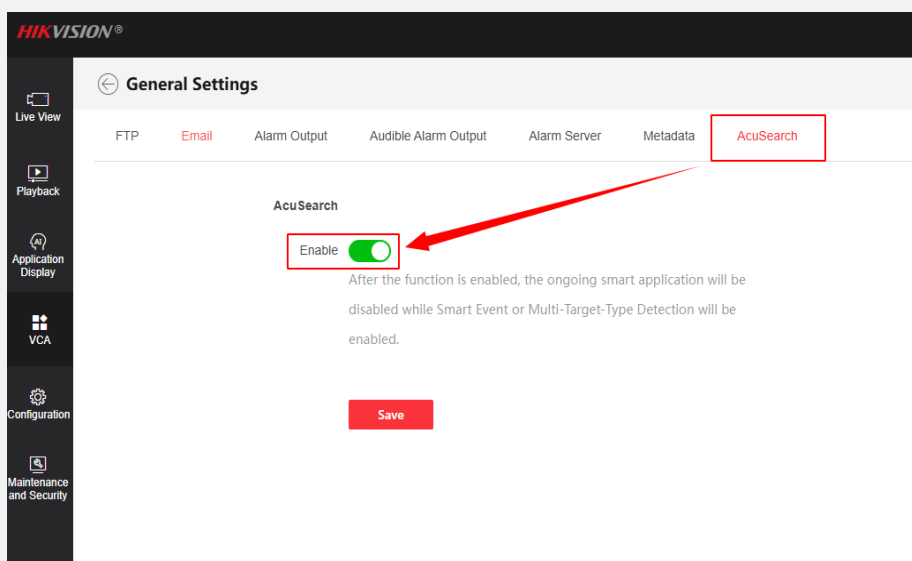 HIKVISION®
General Settings
Live View
FTP Email Alarm Output Audible Alarm Output Alarm Server Metadata AcuSearch
Playback
AcuSearch
AI
Application
Display
Enable
After the function is enabled, the ongoing smart application will be
disabled while Smart Event or Multi-Target-Type Detection will be
enabled.
VCA
Configuration
Save
Maintenance
and Security